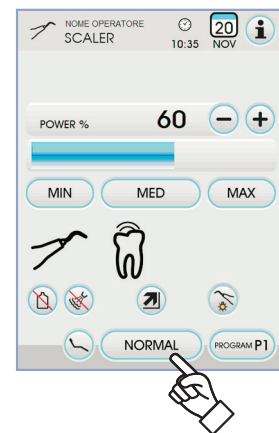 NOME OPERATORE
SCALER
10:35
20
NOV
i
POWER % 60 - +
MIN MED MAX
NORMAL PROGRAM P1